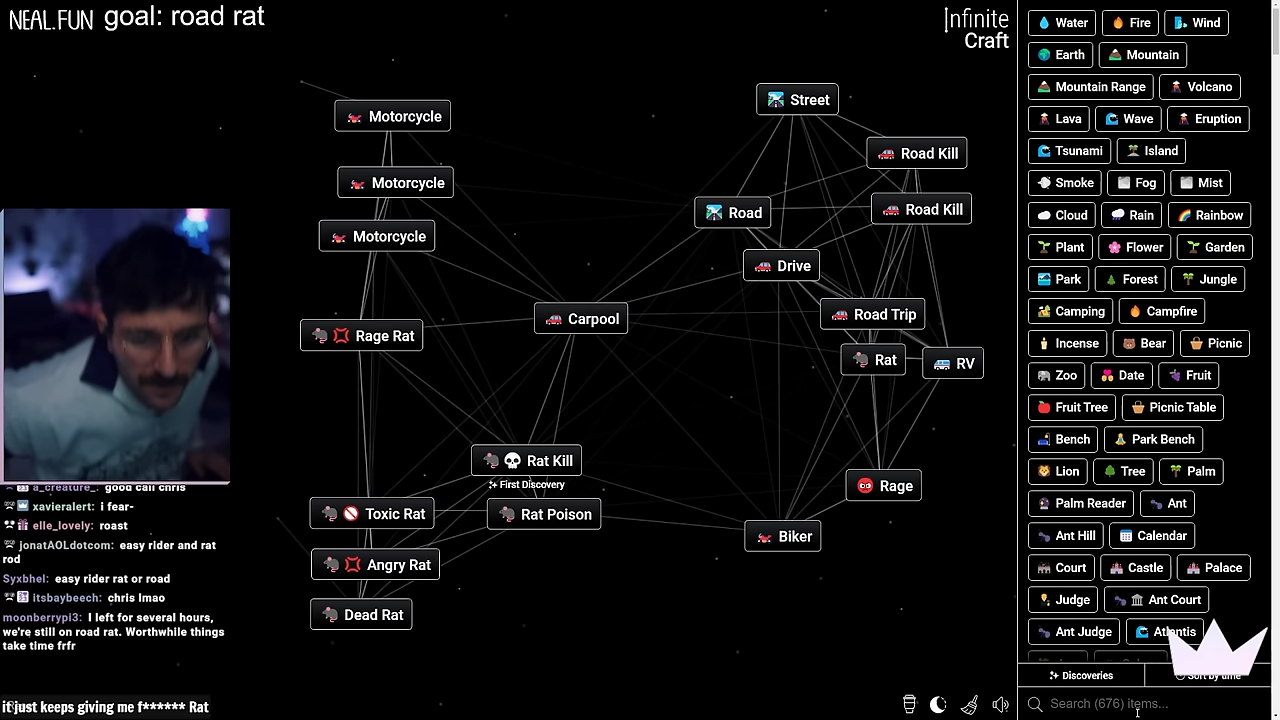 NEAL.FUN goal: road rat
Infinite
Craft
Motorcycle
Motorcycle
Motorcycle
Rage Rat
Carpool
Rat Kill
First Discovery
Toxic Rat
Rat Poison
Angry Rat
Dead Rat
Street
Road Kill
Road
Road Kill
Drive
Road Trip
Rat
RV
Rage
Biker
Water
Fire
Wind
Earth
Mountain
Mountain Range
Volcano
Lava
Wave
Eruption
Tsunami
Island
Smoke
Fog
Mist
Cloud
Rain
Rainbow
Plant
Flower
Garden
Park
Forest
Jungle
Camping
Campfire
Incense
Bear
Picnic
Zoo
Date
Fruit
Fruit Tree
Picnic Table
Bench
Park Bench
Lion
Tree
Palm
Palm Reader
Ant
Ant Hill
Calendar
Court
Castle
Palace
Judge
Ant Court
Ant Judge
Atlantis
Discoveries
Sort by time
Search (676) items...
a_creature_: good call chris
xavieralert: i fear-
elle_lovely: roast
jonatAOLdotcom: easy rider and rat
rod
Syxbhel: easy rider rat or road
itsbaybeech: chris lmao
moonberrypl3: I left for several hours,
we're still on road rat. Worthwhile things
take time frfr
it just keeps giving me f****** Rat